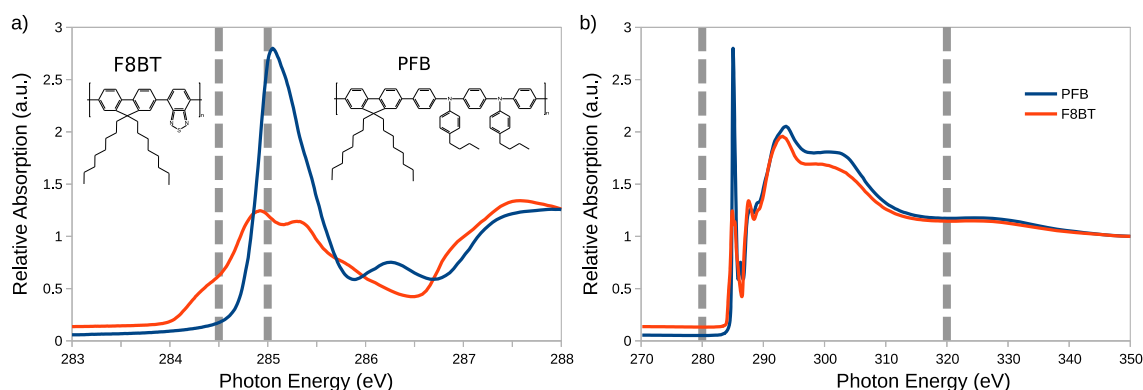 a)
3
2.5
2
1.5
1
0.5
0
283
284
285
286
287
288
Relative Absorption (a.u.)
Photon Energy (eV)
F8BT
N
N
S
n
PFB
N
N
n
b)
3
2.5
2
1.5
1
0.5
0
270
280
290
300
310
320
330
340
350
Relative Absorption (a.u.)
Photon Energy (eV)
PFB
F8BT